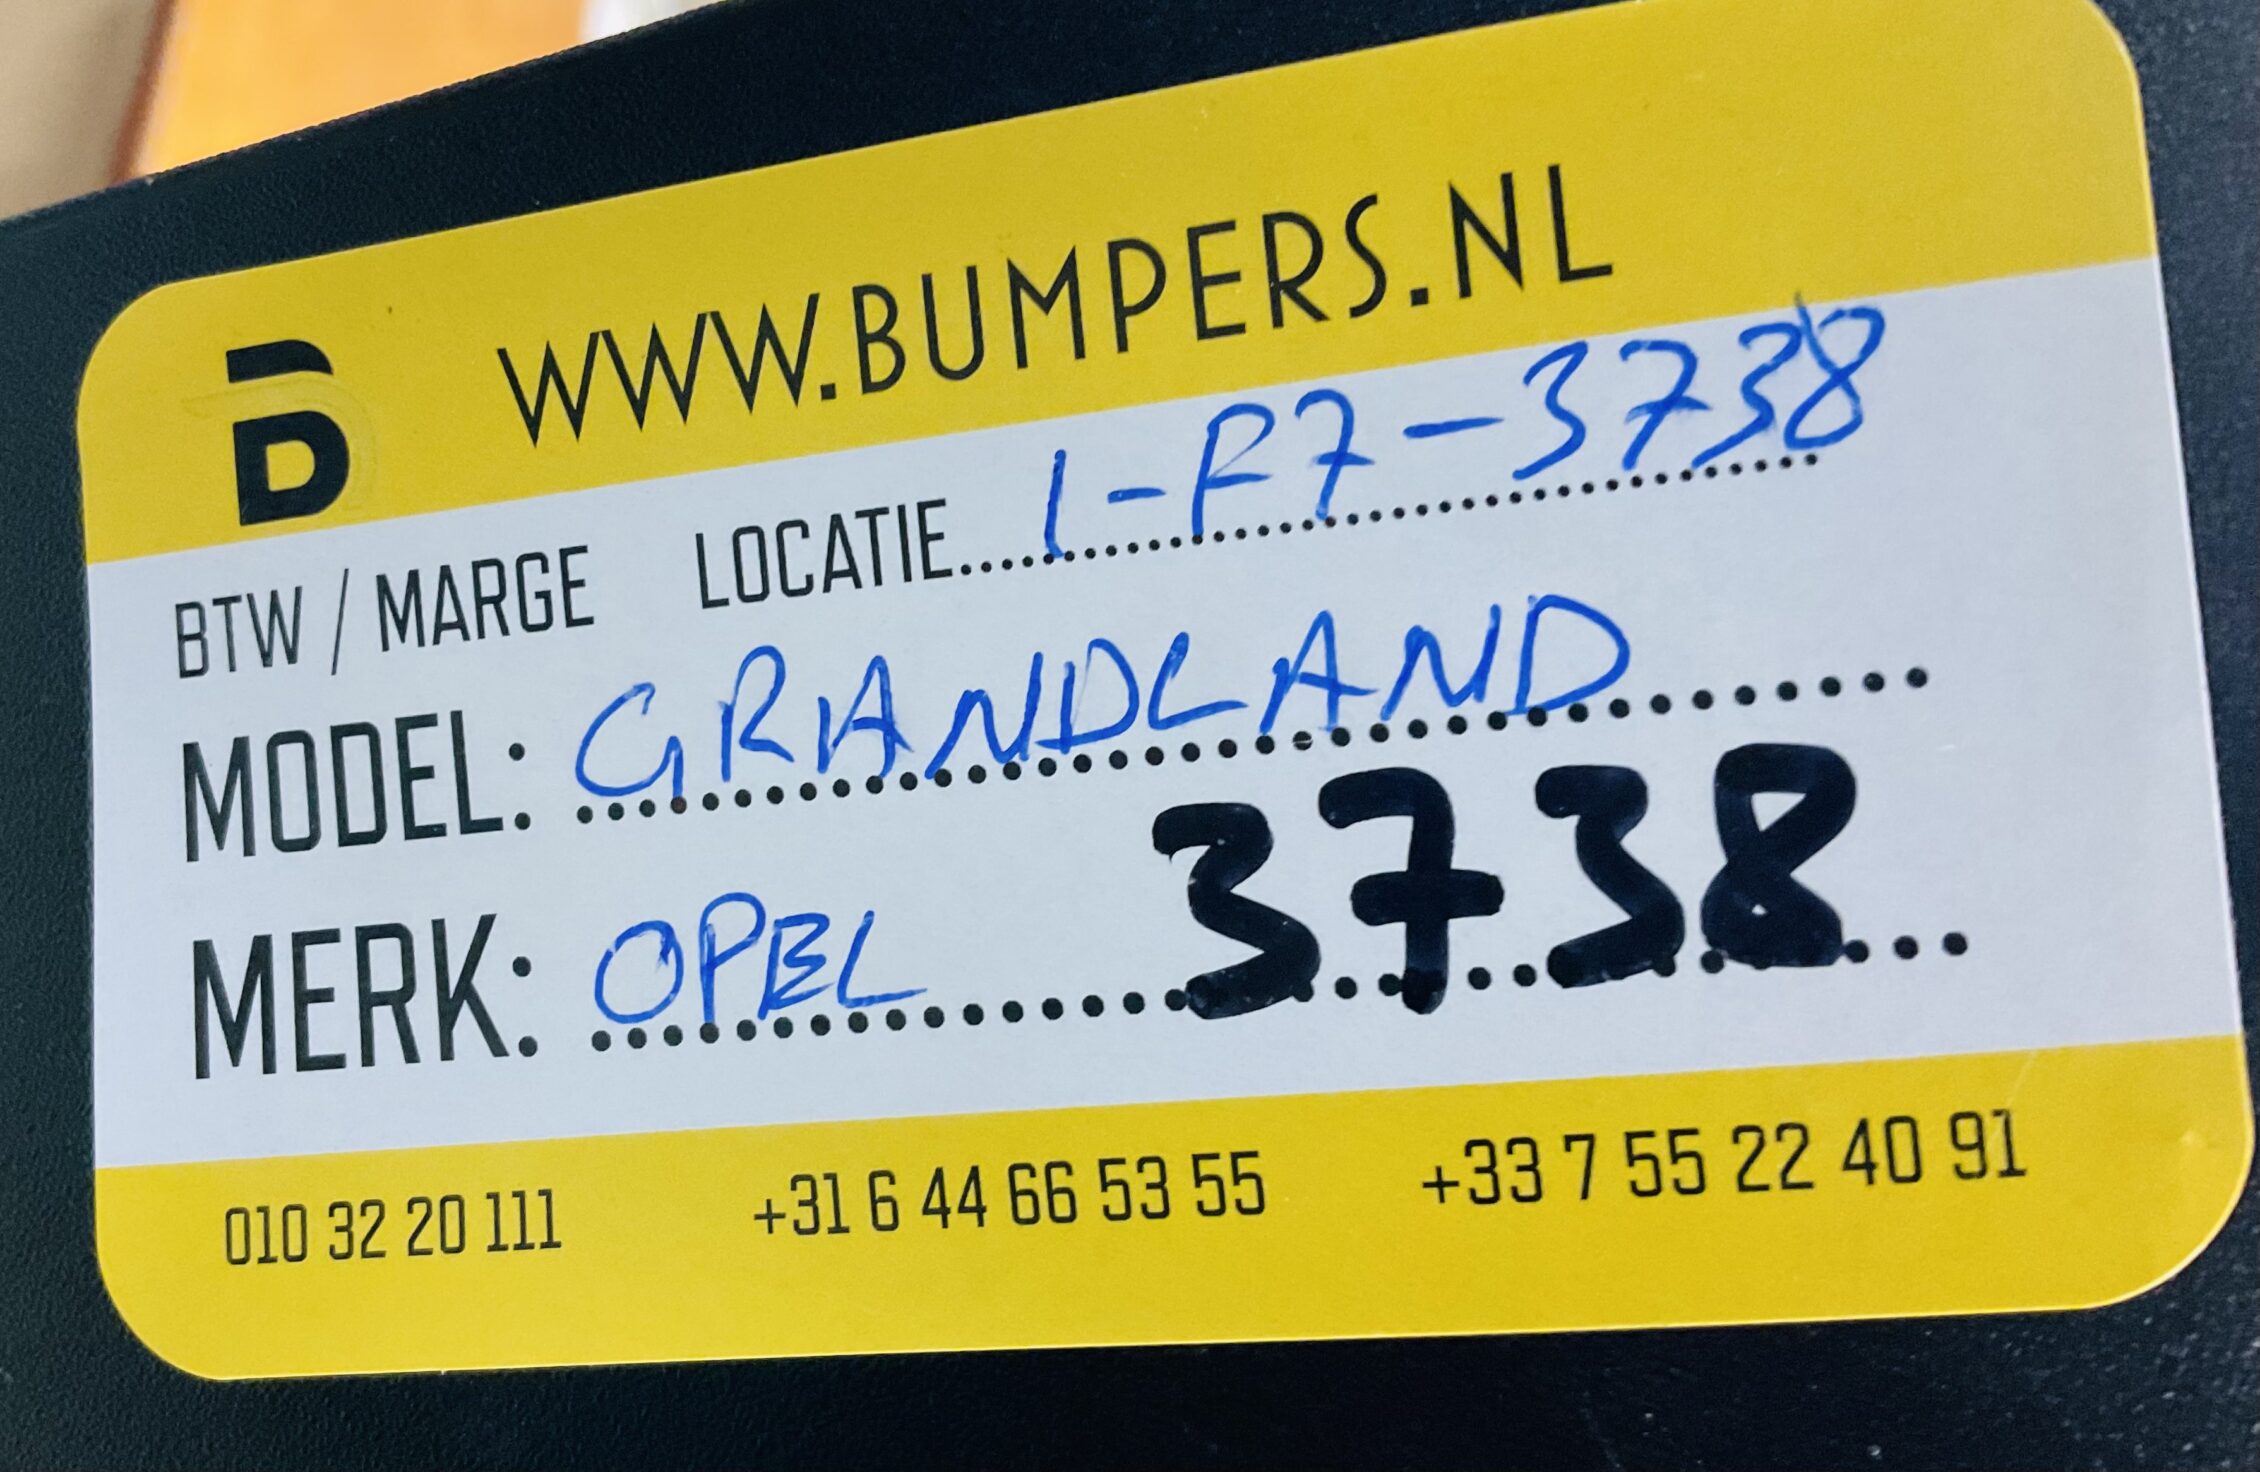 B WWW.BUMPERS.NL
BTW / MARGE LOCATIE.....1-F7-3738
MODEL: GRANDLAND
MERK: OPEL 3738
010 32 20 111 +31 6 44 66 53 55 +33 7 55 22 40 91